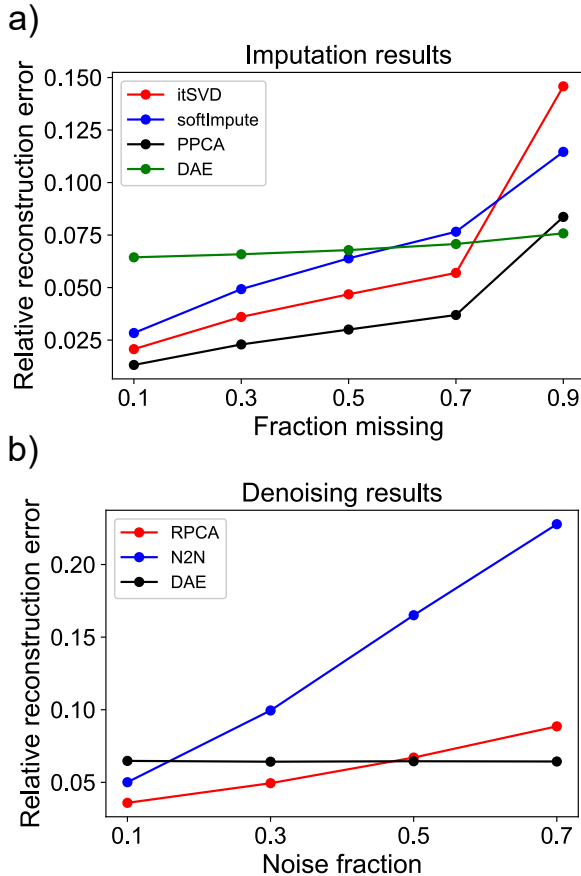 a)
Imputation results
Relative reconstruction error
0.150
0.125
0.100
0.075
0.050
0.025
itSVD
softImpute
PPCA
DAE
0.1 0.3 0.5 0.7 0.9
Fraction missing
b)
Denoising results
Relative reconstruction error
0.20
0.15
0.10
0.05
RPCA
N2N
DAE
0.1 0.3 0.5 0.7
Noise fraction